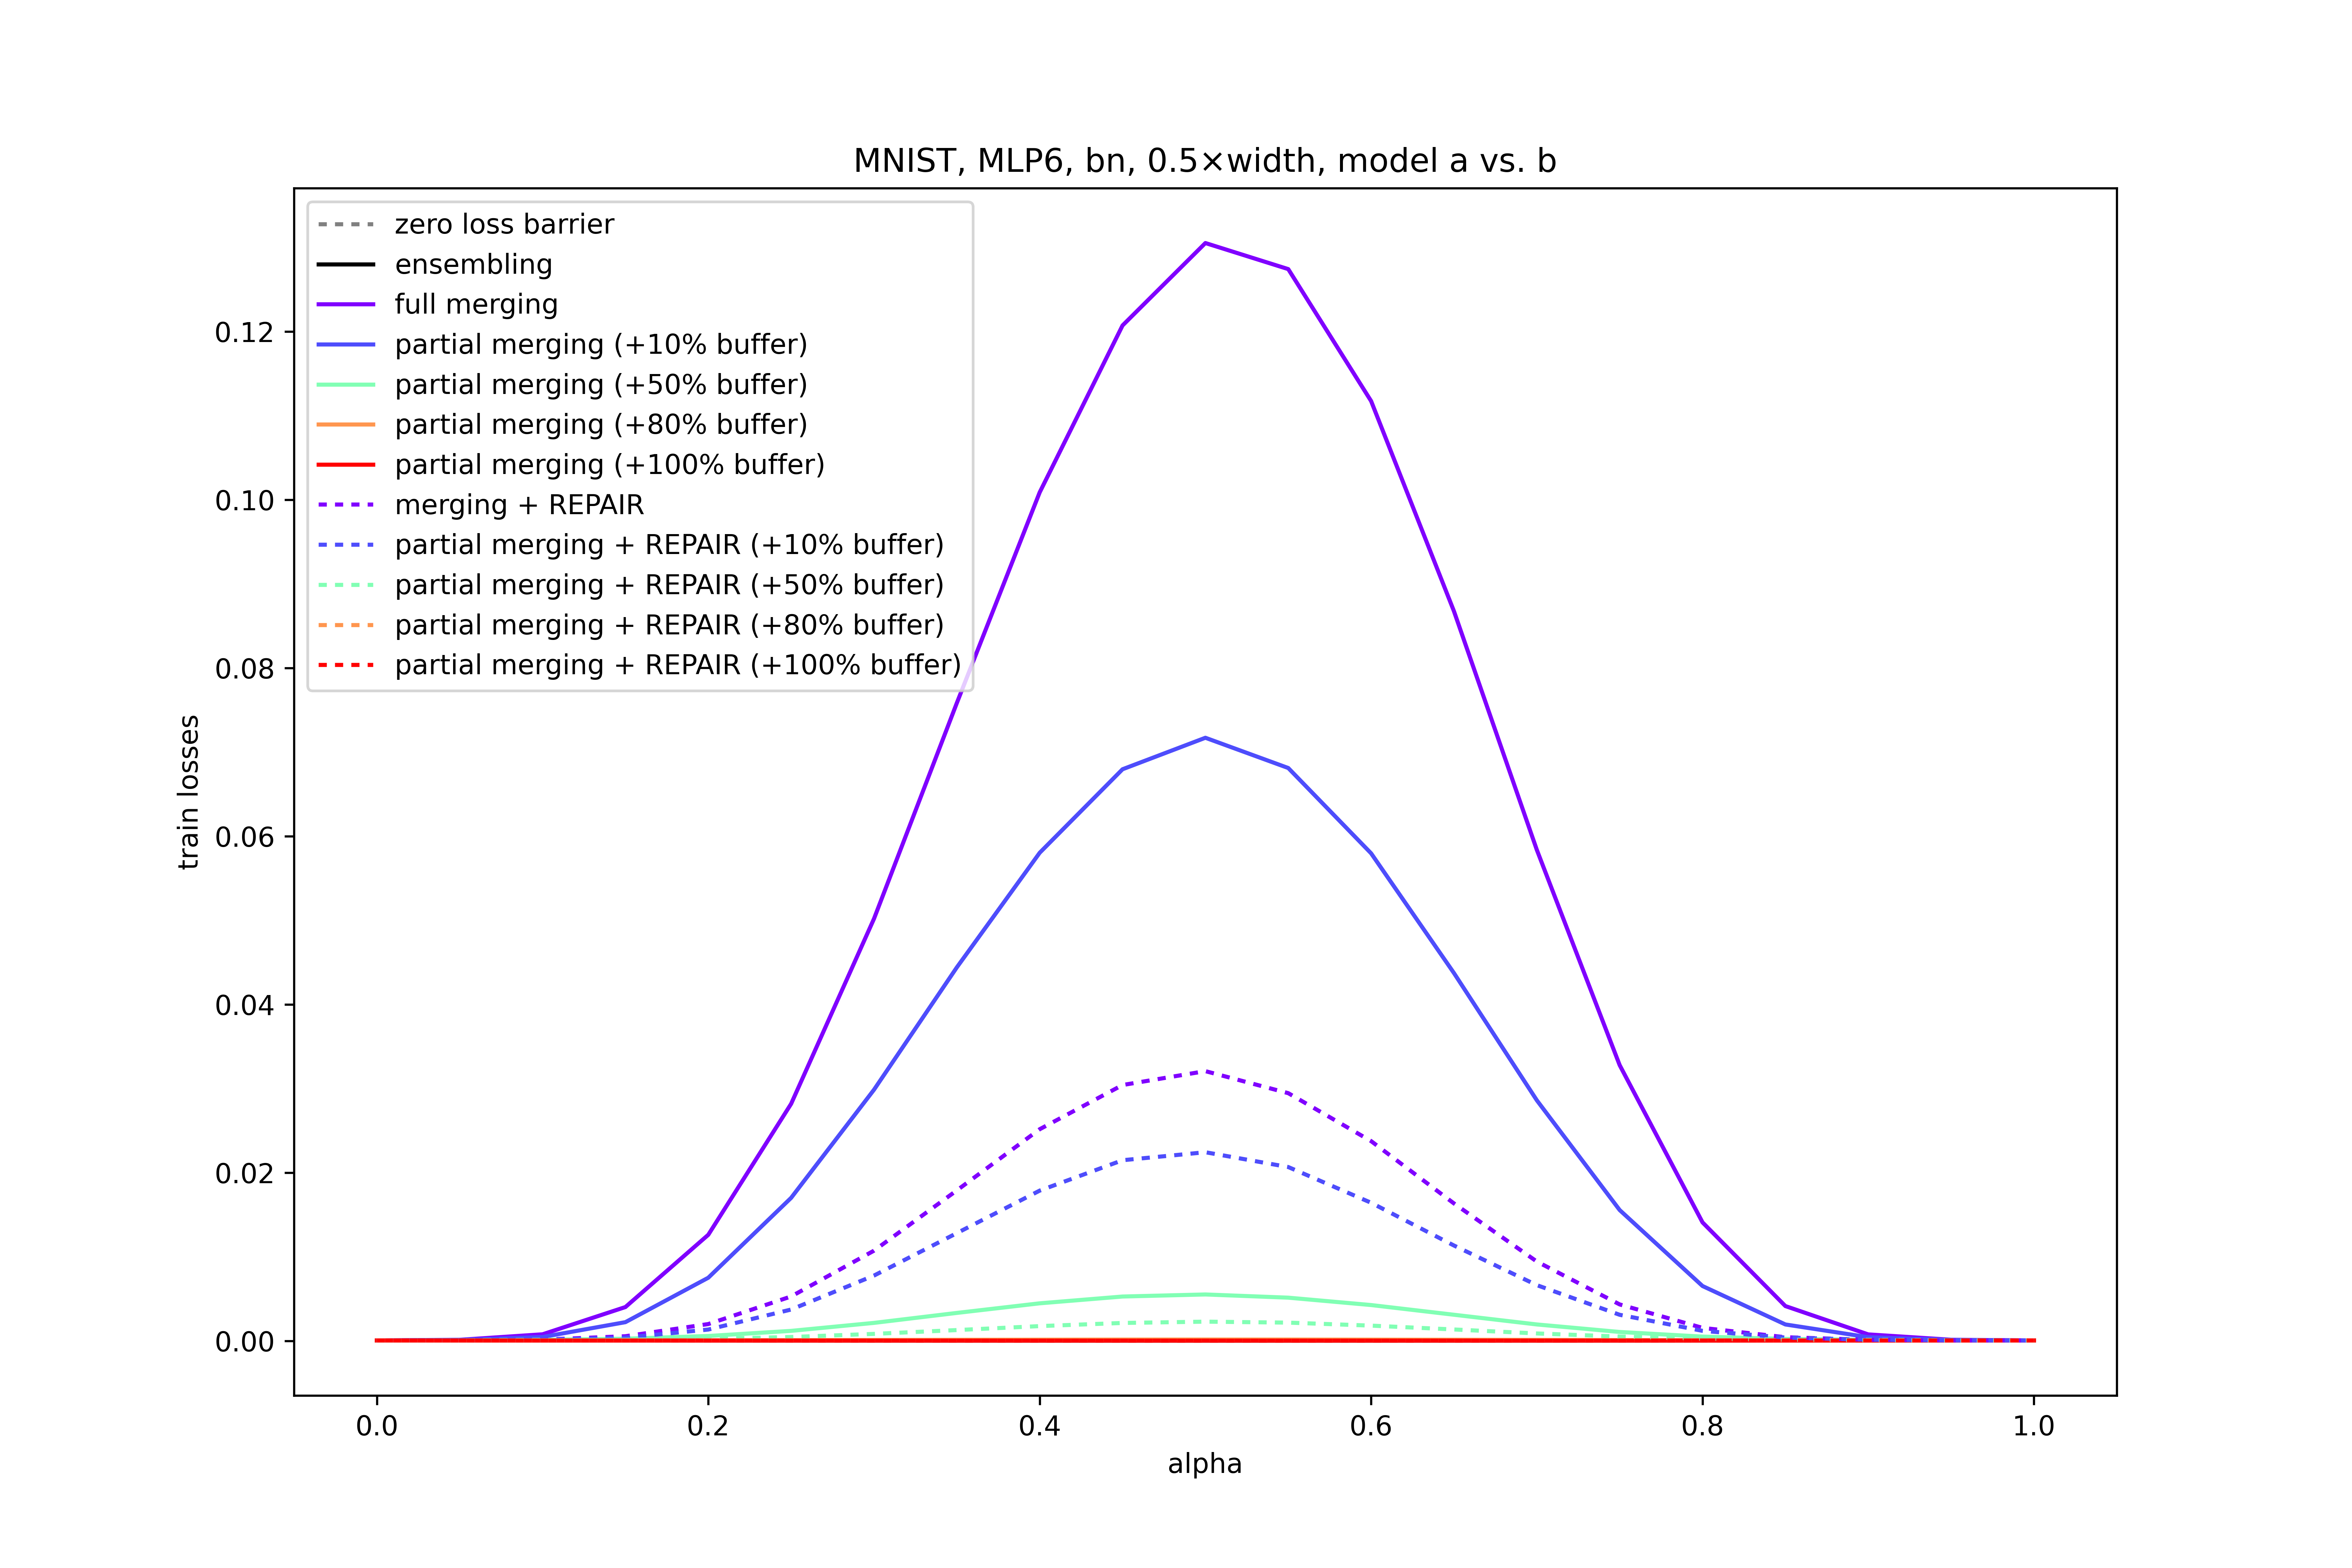 MNIST, MLP6, bn, 0.5×width, model a vs. b
zero loss barrier
ensembling
full merging
partial merging (+10% buffer)
partial merging (+50% buffer)
partial merging (+80% buffer)
partial merging (+100% buffer)
merging + REPAIR
partial merging + REPAIR (+10% buffer)
partial merging + REPAIR (+50% buffer)
partial merging + REPAIR (+80% buffer)
partial merging + REPAIR (+100% buffer)
train losses
0.12
0.10
0.08
0.06
0.04
0.02
0.00
0.0 0.2 0.4 0.6 0.8 1.0
alpha